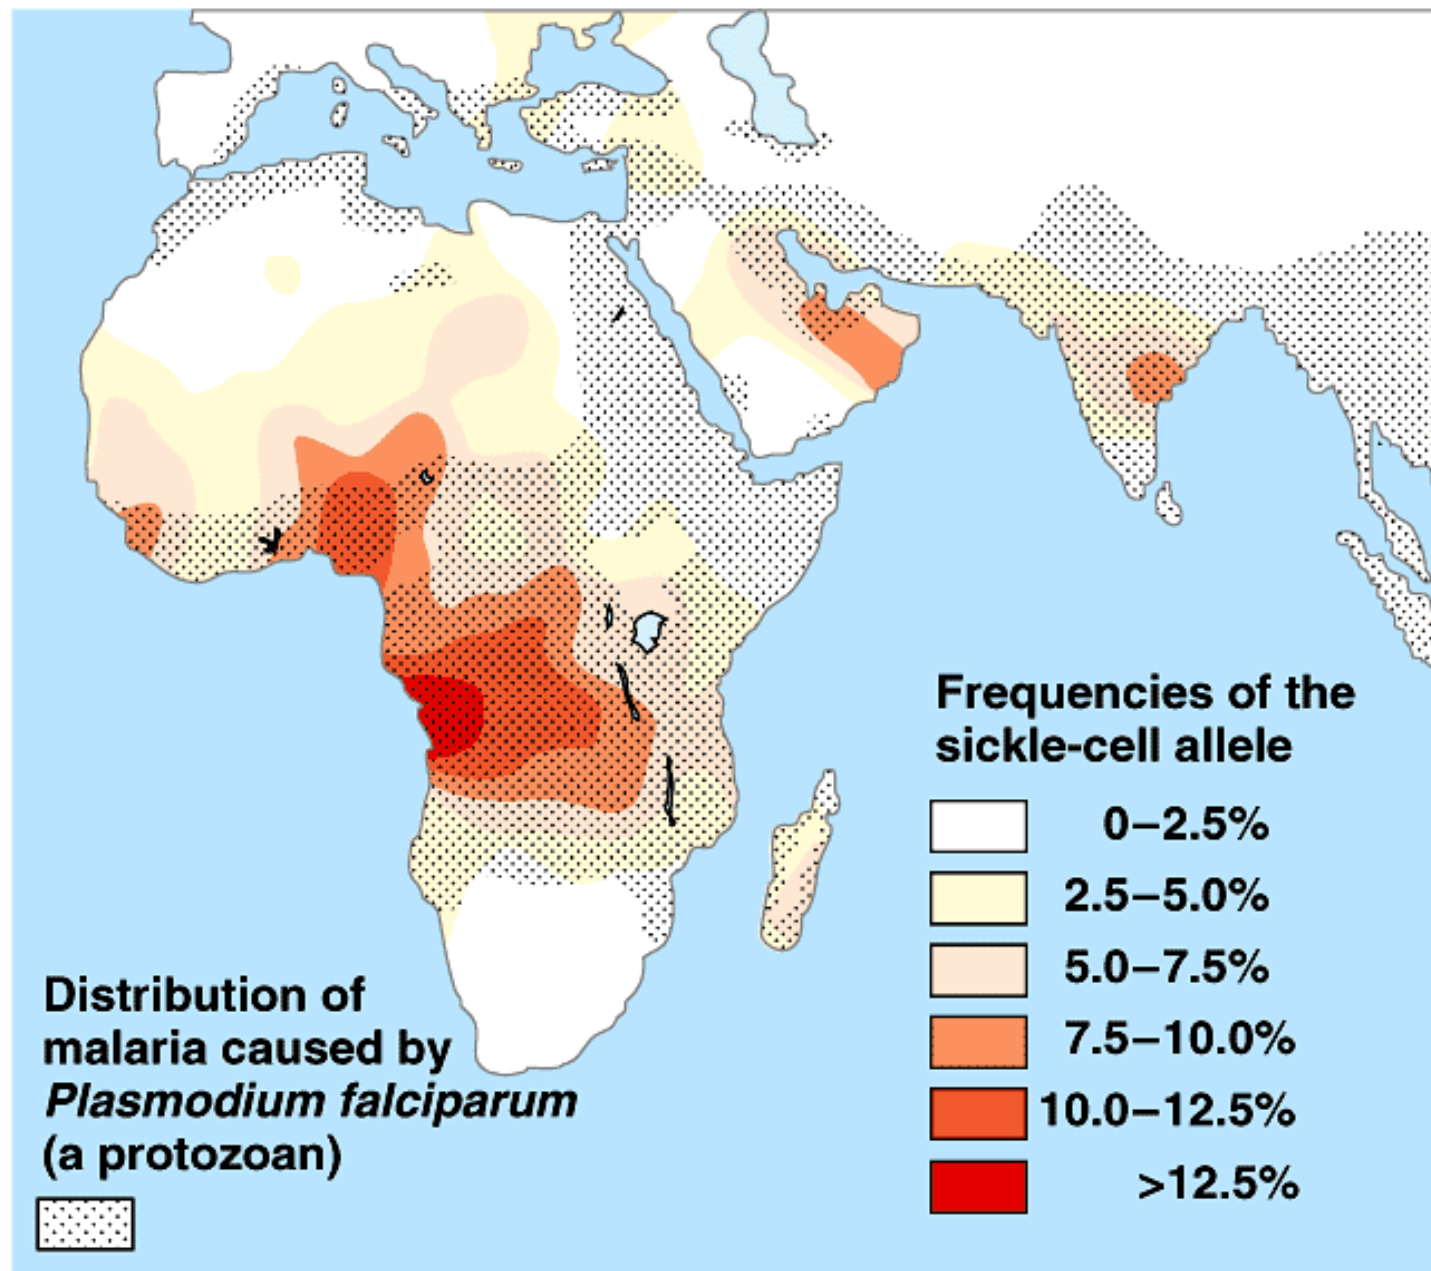 Frequencies of the
sickle-cell allele
0–2.5%
2.5–5.0%
5.0–7.5%
7.5–10.0%
10.0–12.5%
>12.5%
Distribution of
malaria caused by
Plasmodium falciparum
(a protozoan)